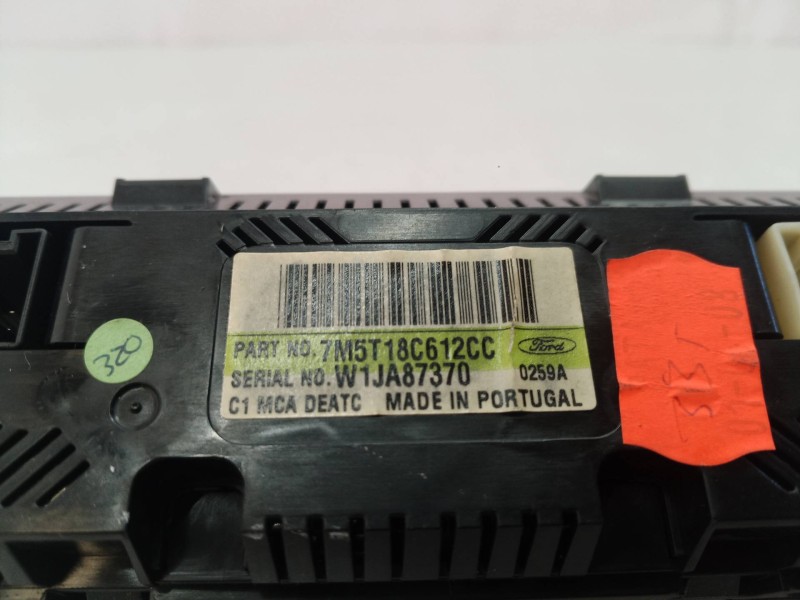 PART NO. 7M5T18C612CC Ford
SERIAL NO. W1JA87370 0259A
C1 MCA DEATC MADE IN PORTUGAL
320